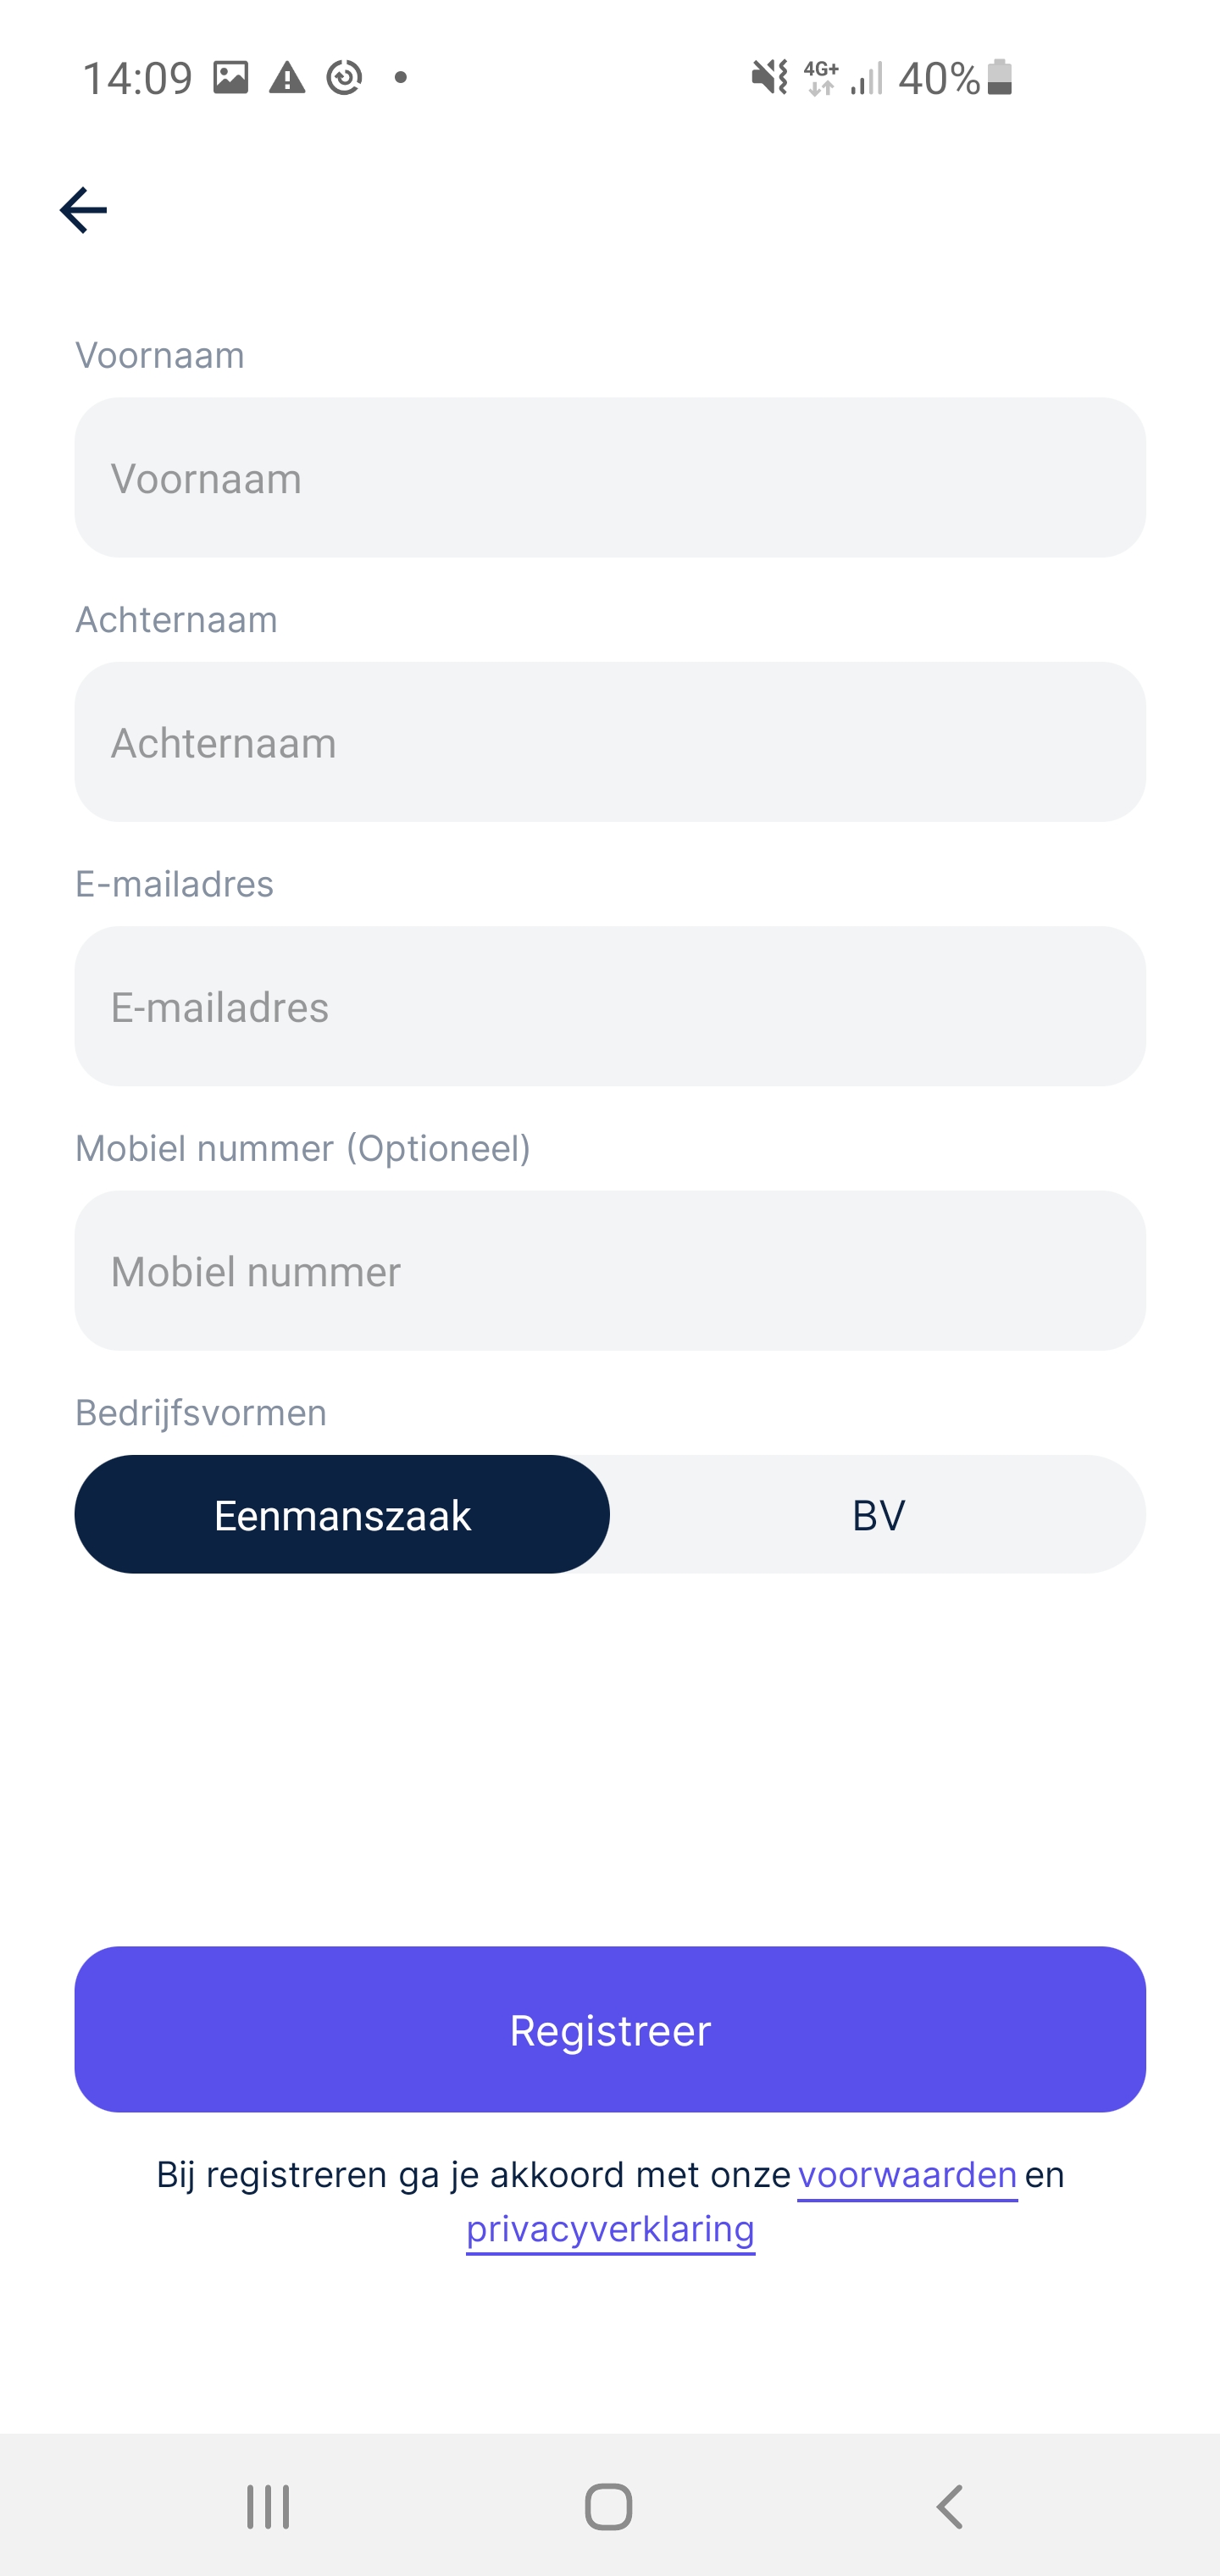 14:09 4G+ 40%
Voornaam
Voornaam
Achternaam
Achternaam
E-mailadres
E-mailadres
Mobiel nummer (Optioneel)
Mobiel nummer
Bedrijfsvormen
Eenmanszaak BV
Registreer
Bij registreren ga je akkoord met onze voorwaarden en
privacyverklaring